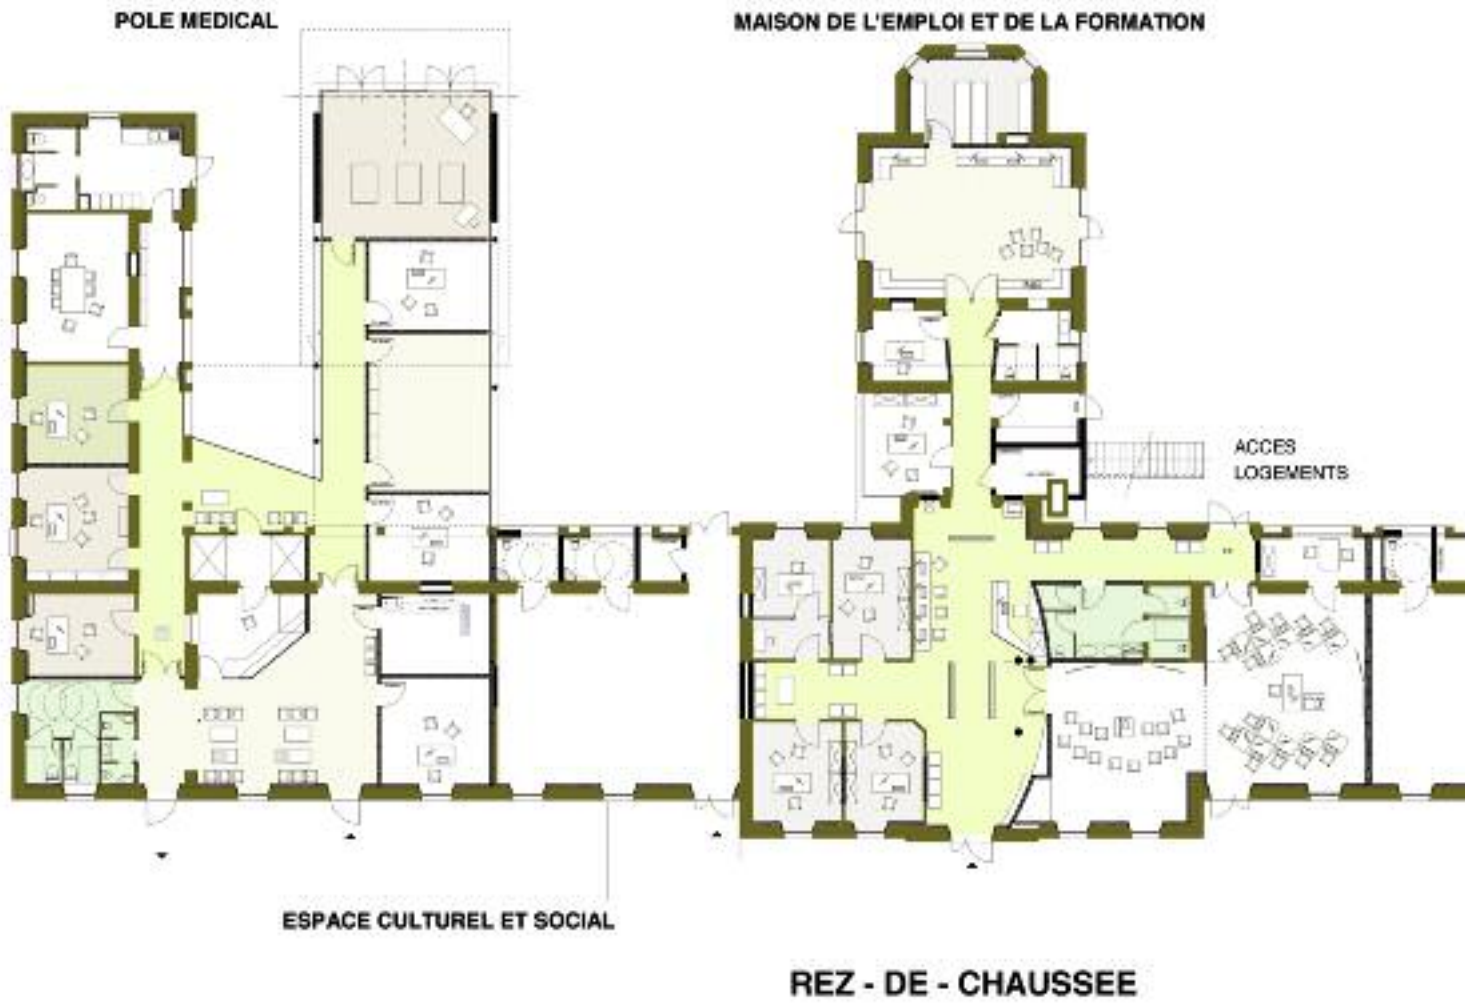 POLE MEDICAL
MAISON DE L'EMPLOI ET DE LA FORMATION
ACCES
LOGEMENTS
ESPACE CULTUREL ET SOCIAL
REZ - DE - CHAUSSEE